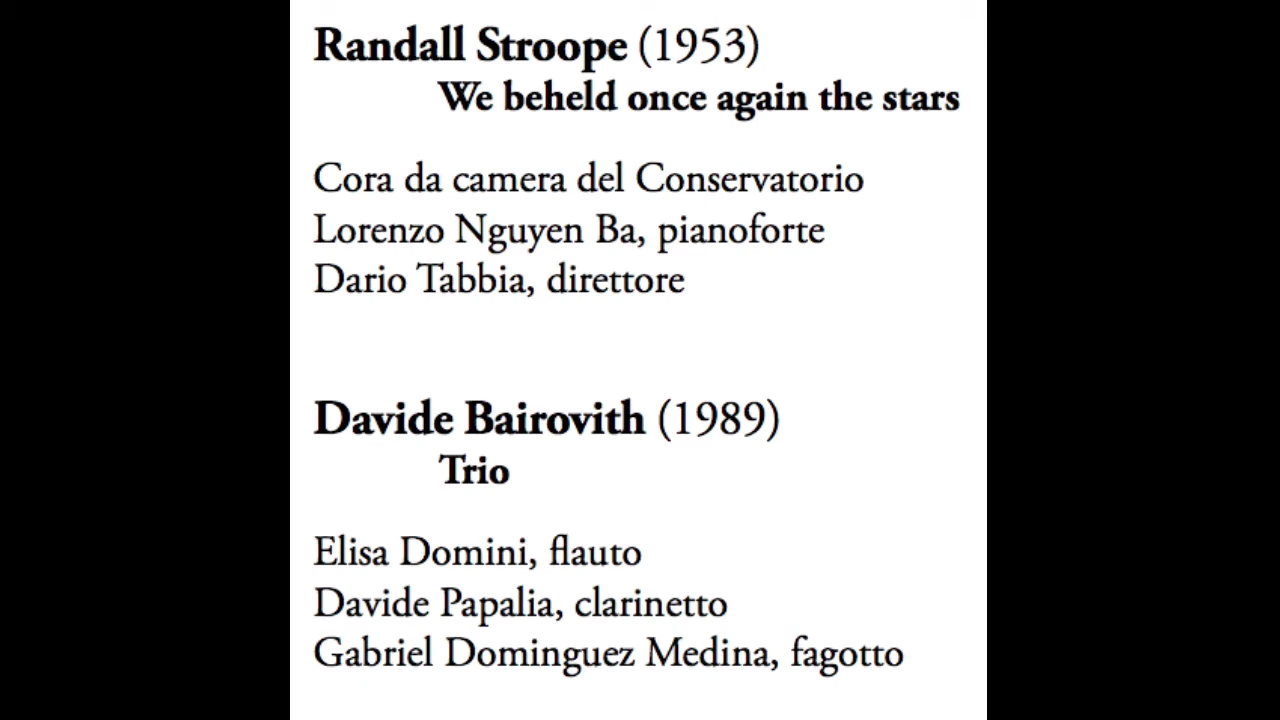 Randall Stroope (1953)
We beheld once again the stars
Cora da camera del Conservatorio
Lorenzo Nguyen Ba, pianoforte
Dario Tabbia, direttore
Davide Bairovith (1989)
Trio
Elisa Domini, flauto
Davide Papalia, clarinetto
Gabriel Dominguez Medina, fagotto